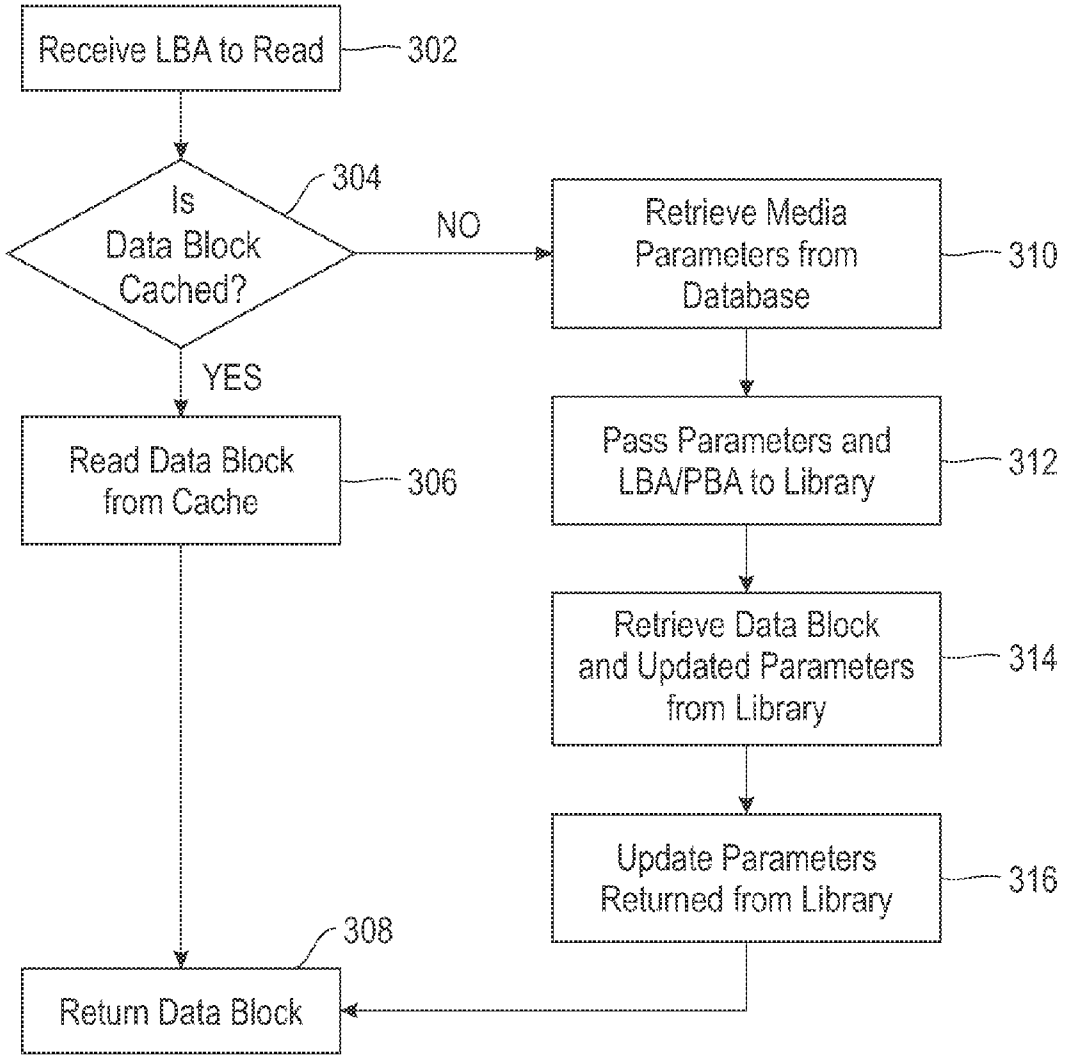 Receive LBA to Read
302
304
Is
Data Block
Cached?
NO
YES
Read Data Block
from Cache
306
308
Return Data Block
Retrieve Media
Parameters from
Database
310
Pass Parameters and
LBA/PBA to Library
312
Retrieve Data Block
and Updated Parameters
from Library
314
Update Parameters
Returned from Library
316